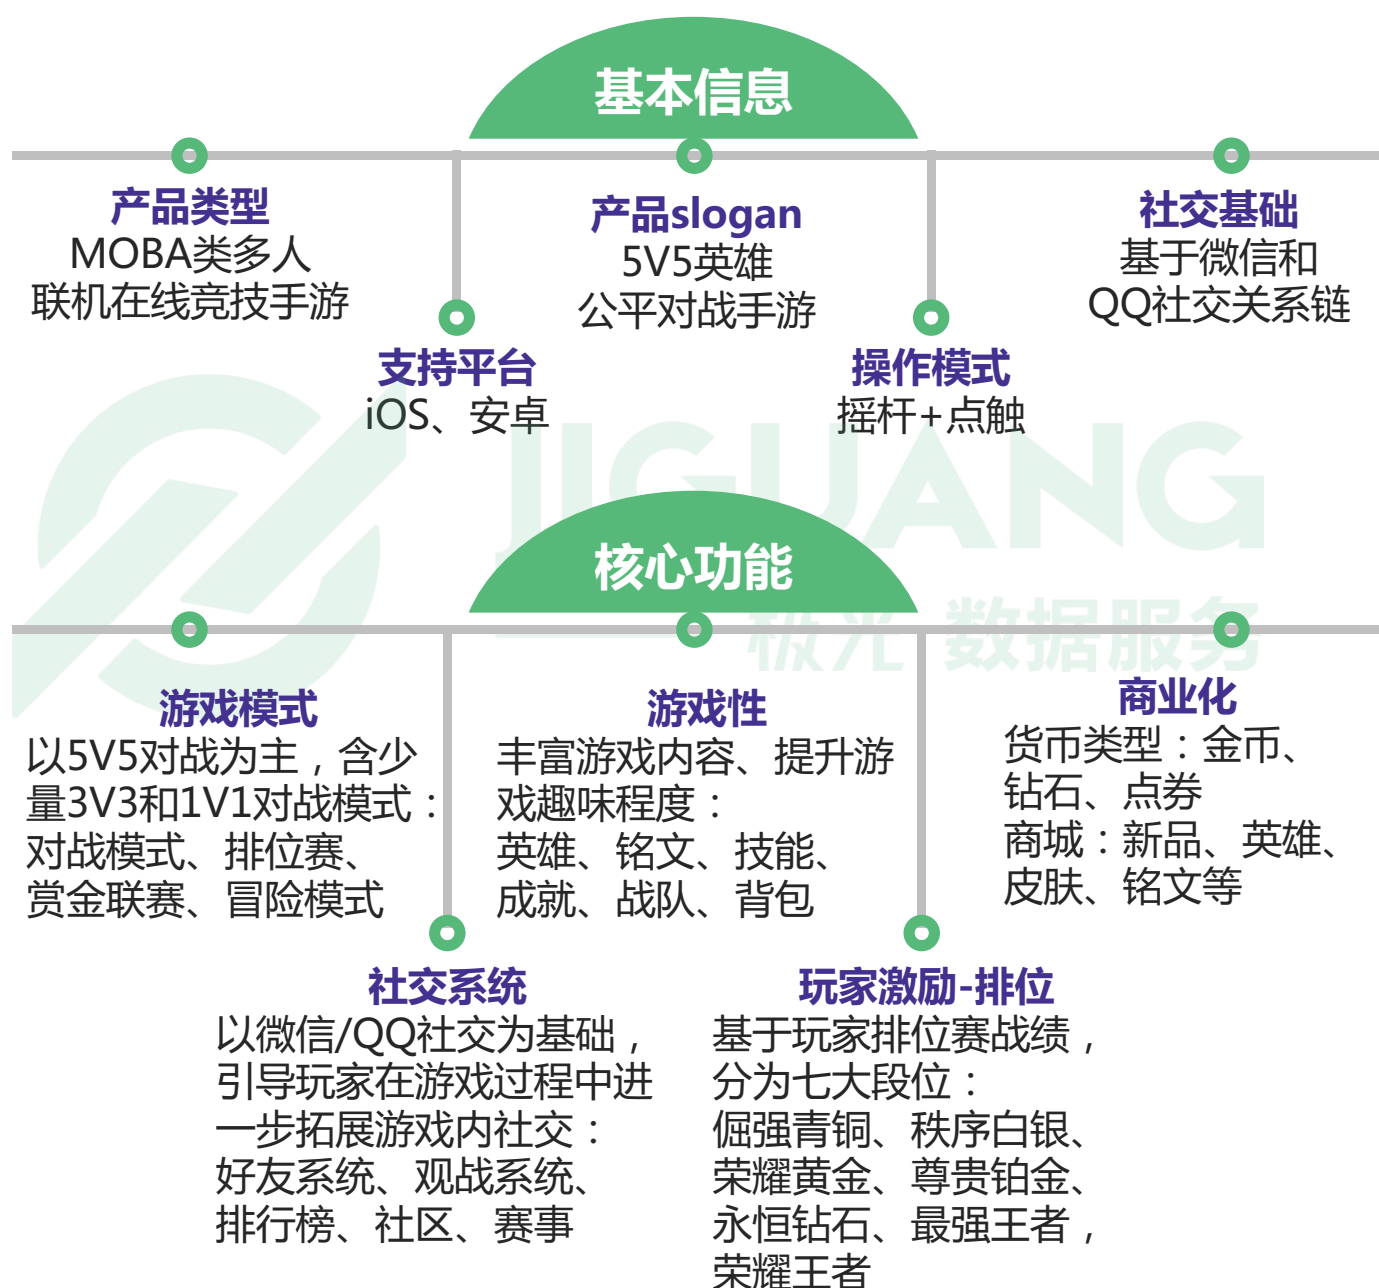 基本信息
产品类型
MOBA类多人
联机在线竞技手游
支持平台
iOS、安卓
产品slogan
5V5英雄
公平对战手游
操作模式
摇杆+点触
社交基础
基于微信和
QQ社交关系链
JIGUANG
极光 数据服务
核心功能
游戏模式
以5V5对战为主，含少
量3V3和1V1对战模式：
对战模式、排位赛、
赏金联赛、冒险模式
社交系统
以微信/QQ社交为基础，
引导玩家在游戏过程中进
一步拓展游戏内社交：
好友系统、观战系统、
排行榜、社区、赛事
游戏性
丰富游戏内容、提升游
戏趣味程度：
英雄、铭文、技能、
成就、战队、背包
玩家激励-排位
基于玩家排位赛战绩，
分为七大段位：
倔强青铜、秩序白银、
荣耀黄金、尊贵铂金、
永恒钻石、最强王者，
荣耀王者
商业化
货币类型：金币、
钻石、点券
商城：新品、英雄、
皮肤、铭文等